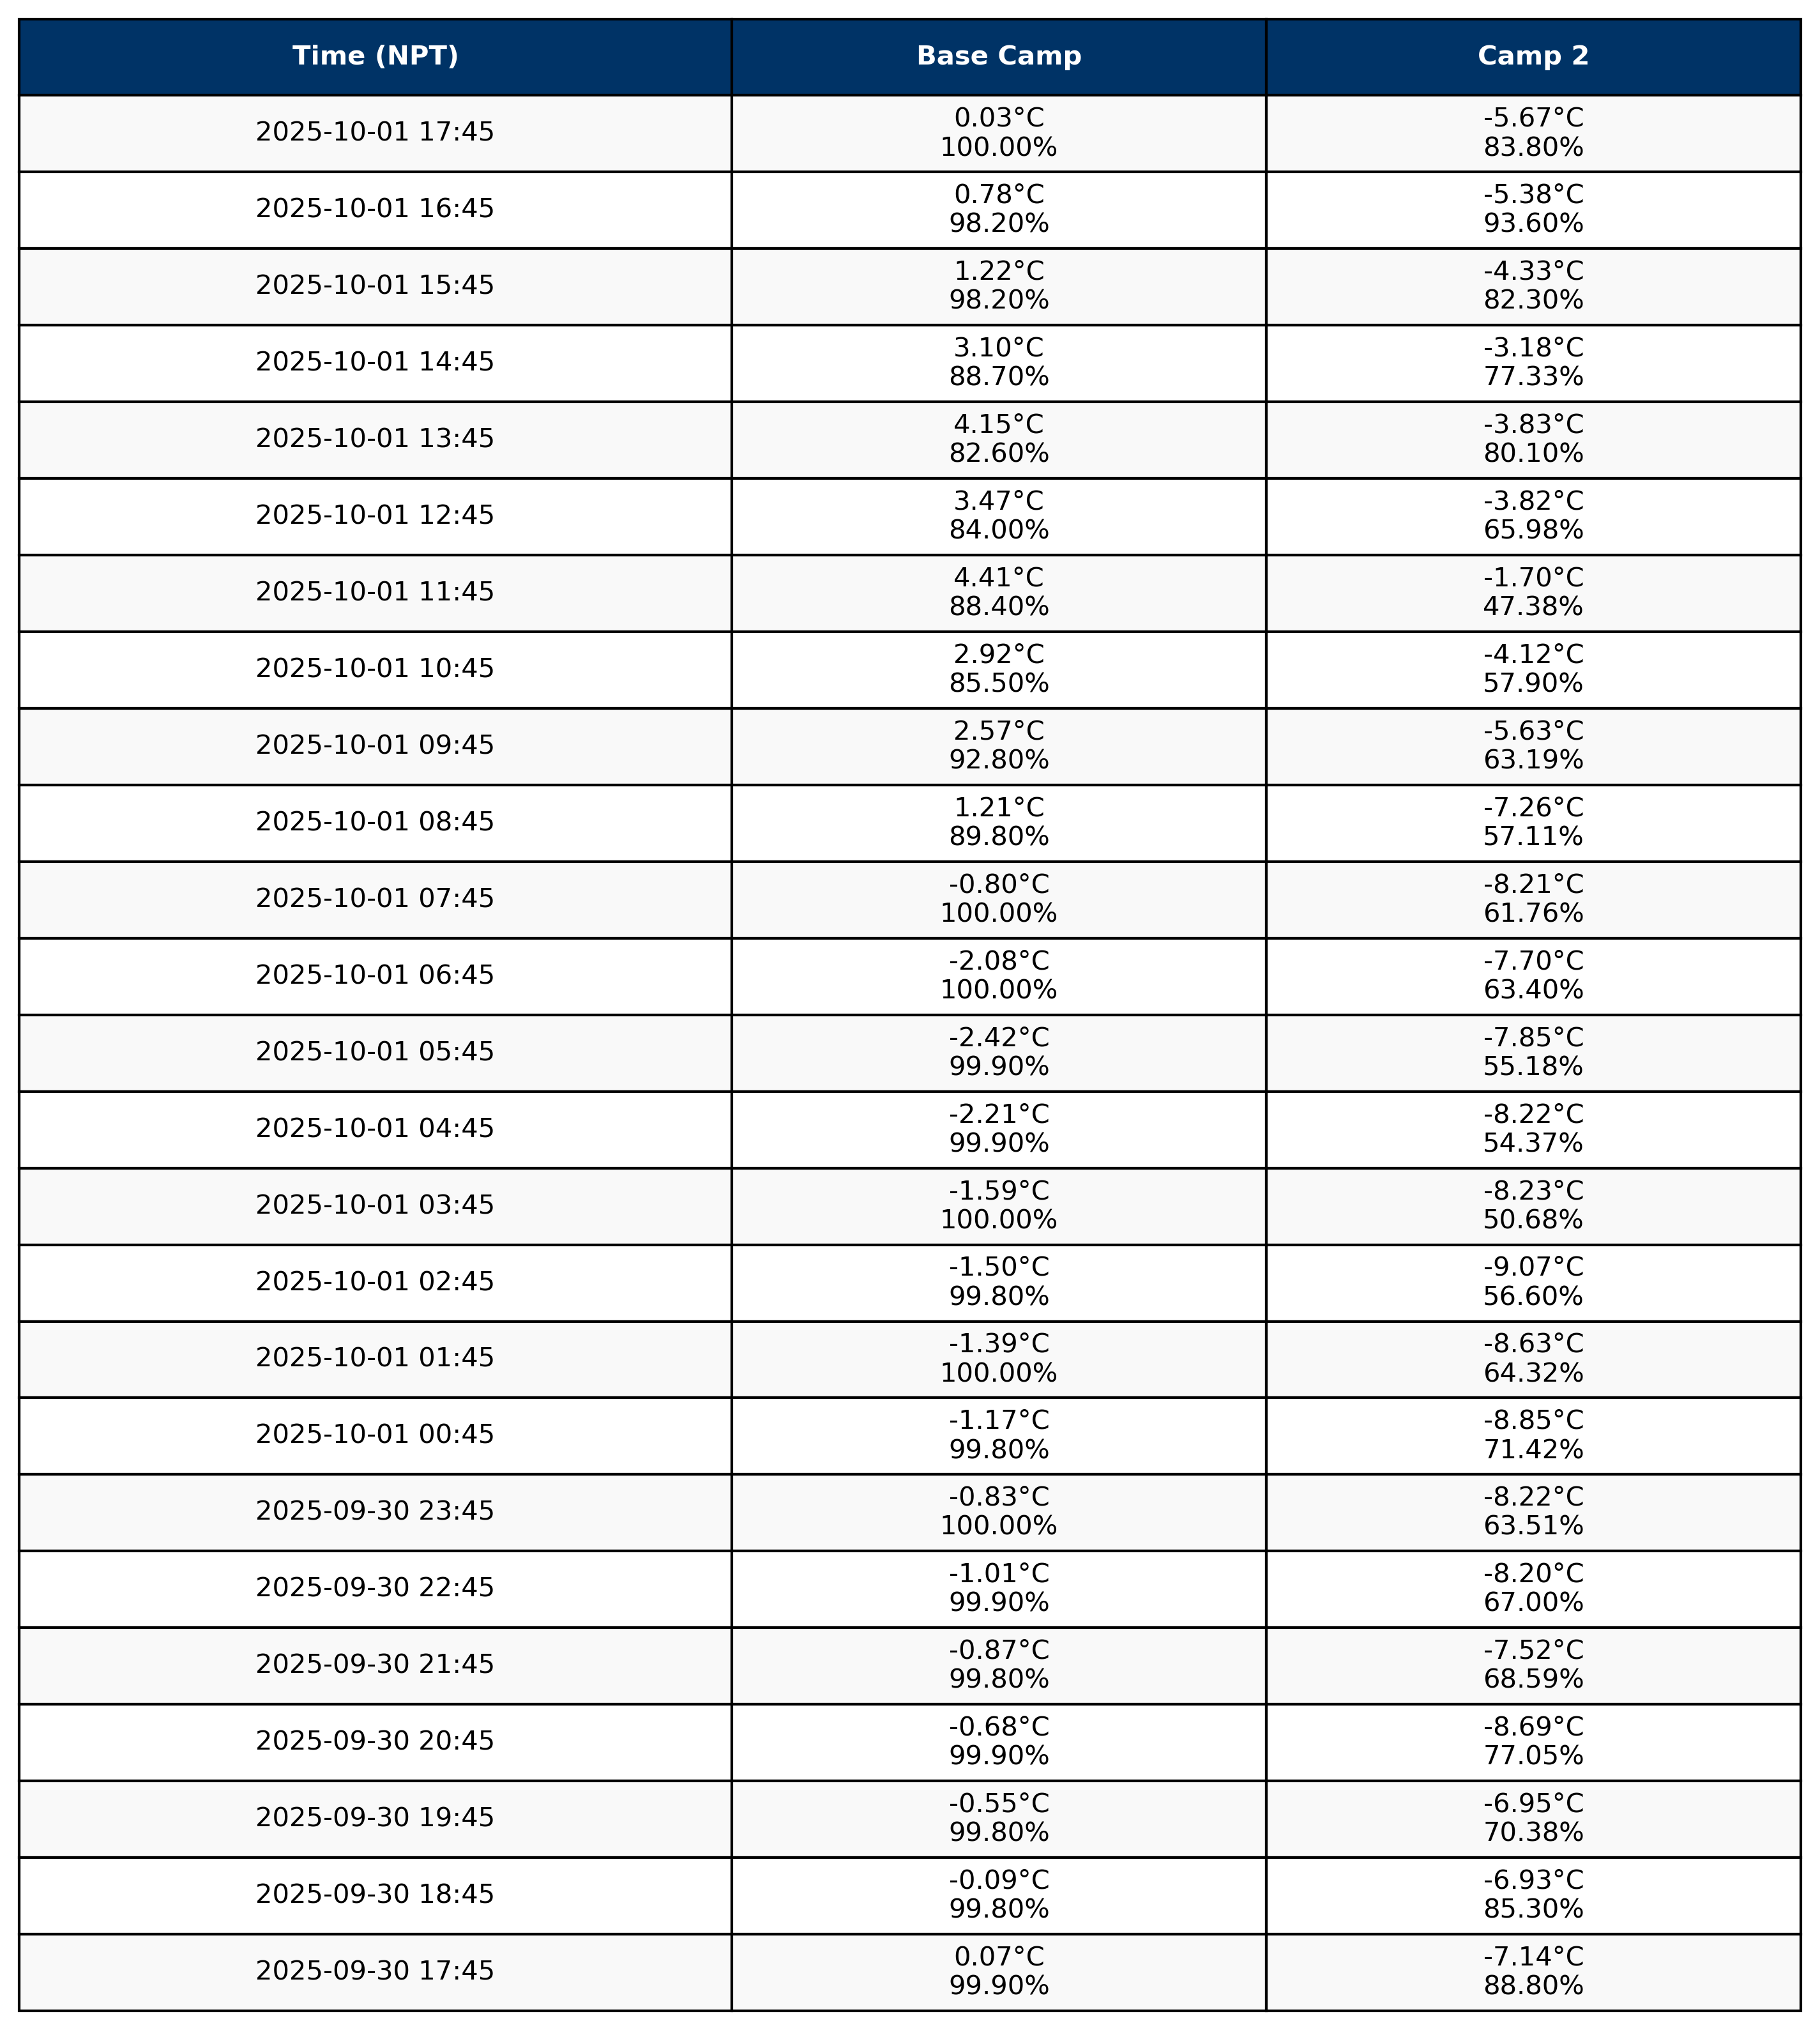 Time (NPT) Base Camp Camp 2
0.03°C -5.67°C
2025-10-01 17:45
100.00% 83.80%
0.78°C -5.38°C
2025-10-01 16:45
98.20% 93.60%
1.22°C -4.33°C
2025-10-01 15:45
98.20% 82.30%
3.10°C -3.18°C
2025-10-01 14:45
88.70% 77.33%
4.15°C -3.83°C
2025-10-01 13:45
82.60% 80.10%
3.47°C -3.82°C
2025-10-01 12:45
84.00% 65.98%
4.41°C -1.70°C
2025-10-01 11:45
88.40% 47.38%
2.92°C -4.12°C
2025-10-01 10:45
85.50% 57.90%
2.57°C -5.63°C
2025-10-01 09:45
92.80% 63.19%
1.21°C -7.26°C
2025-10-01 08:45
89.80% 57.11%
-0.80°C -8.21°C
2025-10-01 07:45
100.00% 61.76%
-2.08°C -7.70°C
2025-10-01 06:45
100.00% 63.40%
-2.42°C -7.85°C
2025-10-01 05:45
99.90% 55.18%
-2.21°C -8.22°C
2025-10-01 04:45
99.90% 54.37%
-1.59°C -8.23°C
2025-10-01 03:45
100.00% 50.68%
-1.50°C -9.07°C
2025-10-01 02:45
99.80% 56.60%
-1.39°C -8.63°C
2025-10-01 01:45
100.00% 64.32%
-1.17°C -8.85°C
2025-10-01 00:45
99.80% 71.42%
-0.83°C -8.22°C
2025-09-30 23:45
100.00% 63.51%
-1.01°C -8.20°C
2025-09-30 22:45
99.90% 67.00%
-0.87°C -7.52°C
2025-09-30 21:45
99.80% 68.59%
-0.68°C -8.69°C
2025-09-30 20:45
99.90% 77.05%
-0.55°C -6.95°C
2025-09-30 19:45
99.80% 70.38%
-0.09°C -6.93°C
2025-09-30 18:45
99.80% 85.30%
0.07°C -7.14°C
2025-09-30 17:45
99.90% 88.80%